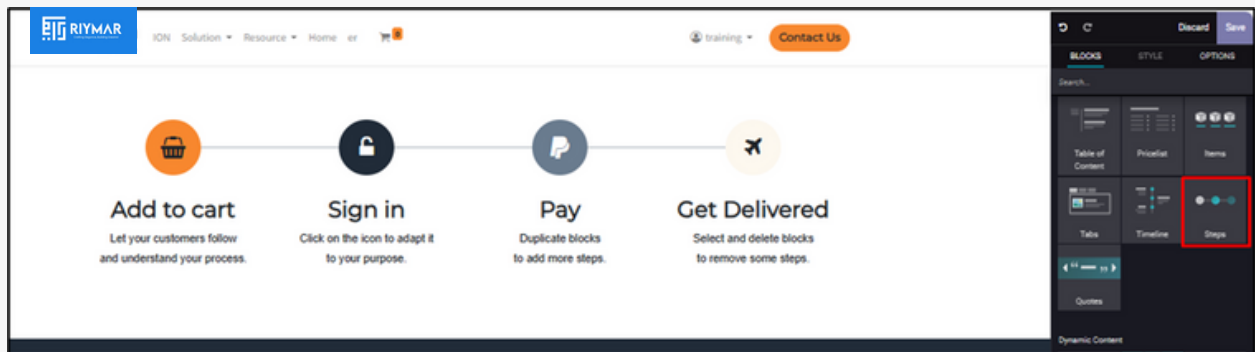 RIYMAR
ION Solution Resource Home er 0 training Contact Us
Discard Save
BLOCKS STYLE OPTIONS
Search...
Table of Content Pricelist Items
Add to cart Sign in Pay Get Delivered
Let your customers follow Click on the icon to adapt it Duplicate blocks Select and delete blocks
and understand your process. to your purpose. to add more steps. to remove some steps.
Tabs Timeline Steps
Quotes
Dynamic Content